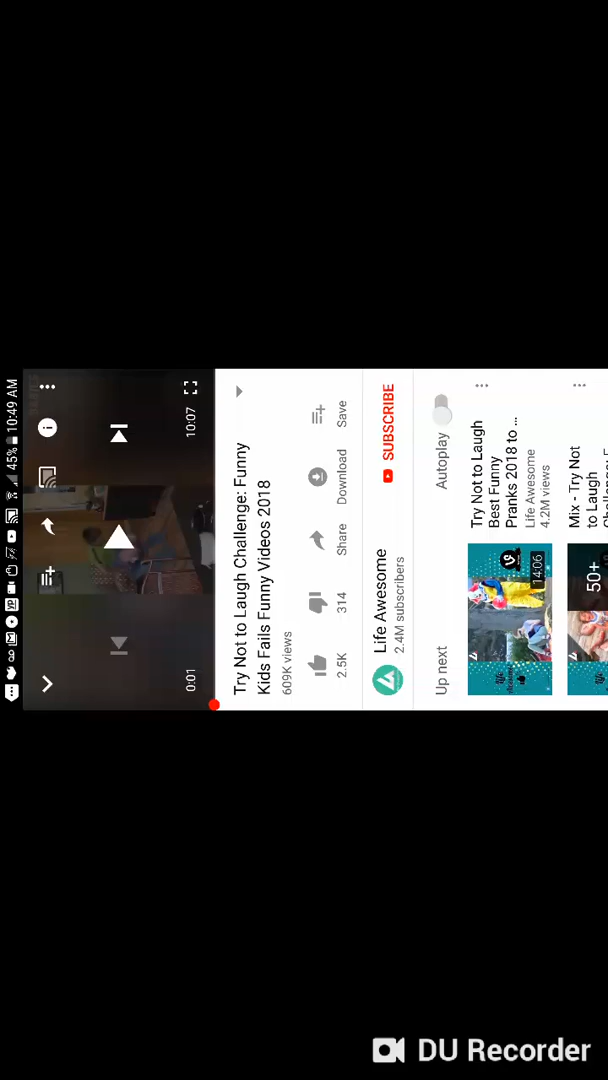 45% 10:49 AM
0:01
10:07
Try Not to Laugh Challenge: Funny
Kids Fails Funny Videos 2018
609K views
2.5K
314
Share
Download
Save
Life Awesome
2.4M subscribers
SUBSCRIBE
Up next
Autoplay
14:06
Try Not to Laugh
Best Funny
Pranks 2018 to ...
Life Awesome
4.2M views
50+
Mix - Try Not
to Laugh
DU Recorder